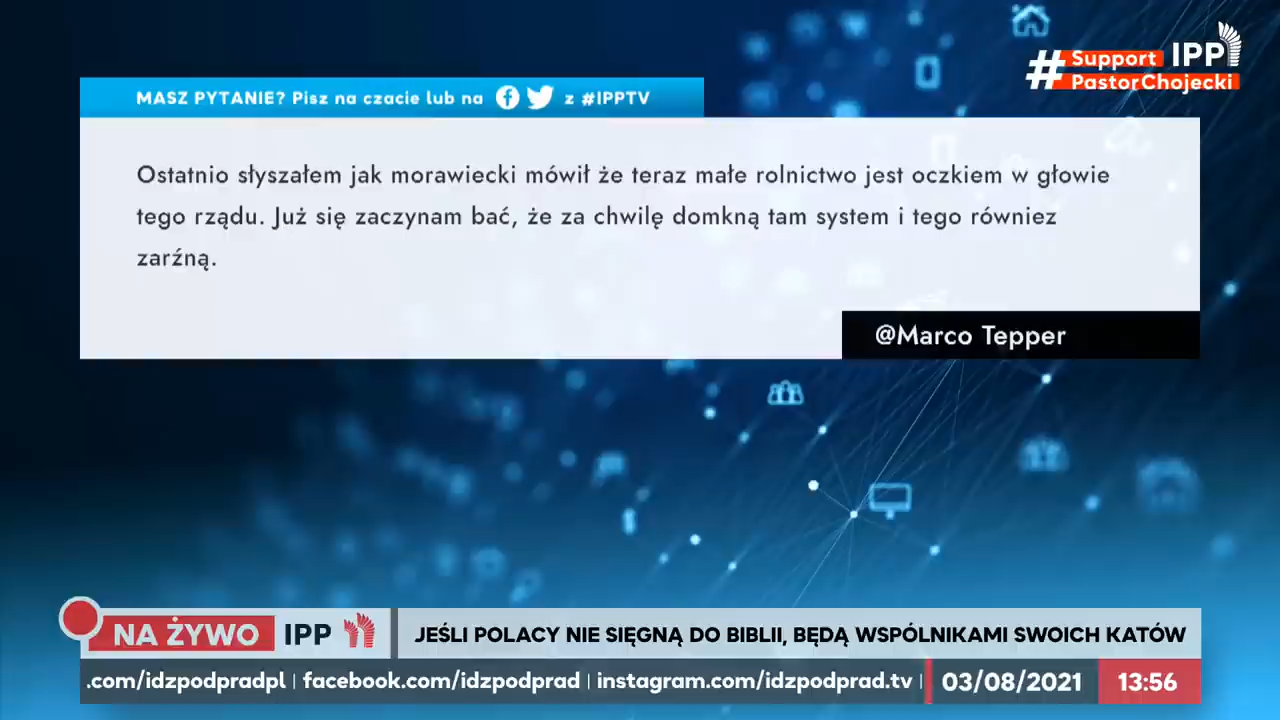 #Support IPP
PastorChojecki
MASZ PYTANIE? Pisz na czacie lub na z #IPPTV
Ostatnio słyszałem jak morawiecki mówił że teraz małe rolnictwo jest oczkiem w głowie
tego rządu. Już się zaczynam bać, że za chwilę domkną tam system i tego równiez
zarźną.
@Marco Tepper
NA ŻYWO IPP
JEŚLI POLACY NIE SIĘGNĄ DO BIBLII, BĘDĄ WSPÓLNIKAMI SWOICH KATÓW
.com/idzpodpradpl | facebook.com/idzpodprad | instagram.com/idzpodprad.tv |
03/08/2021
13:56